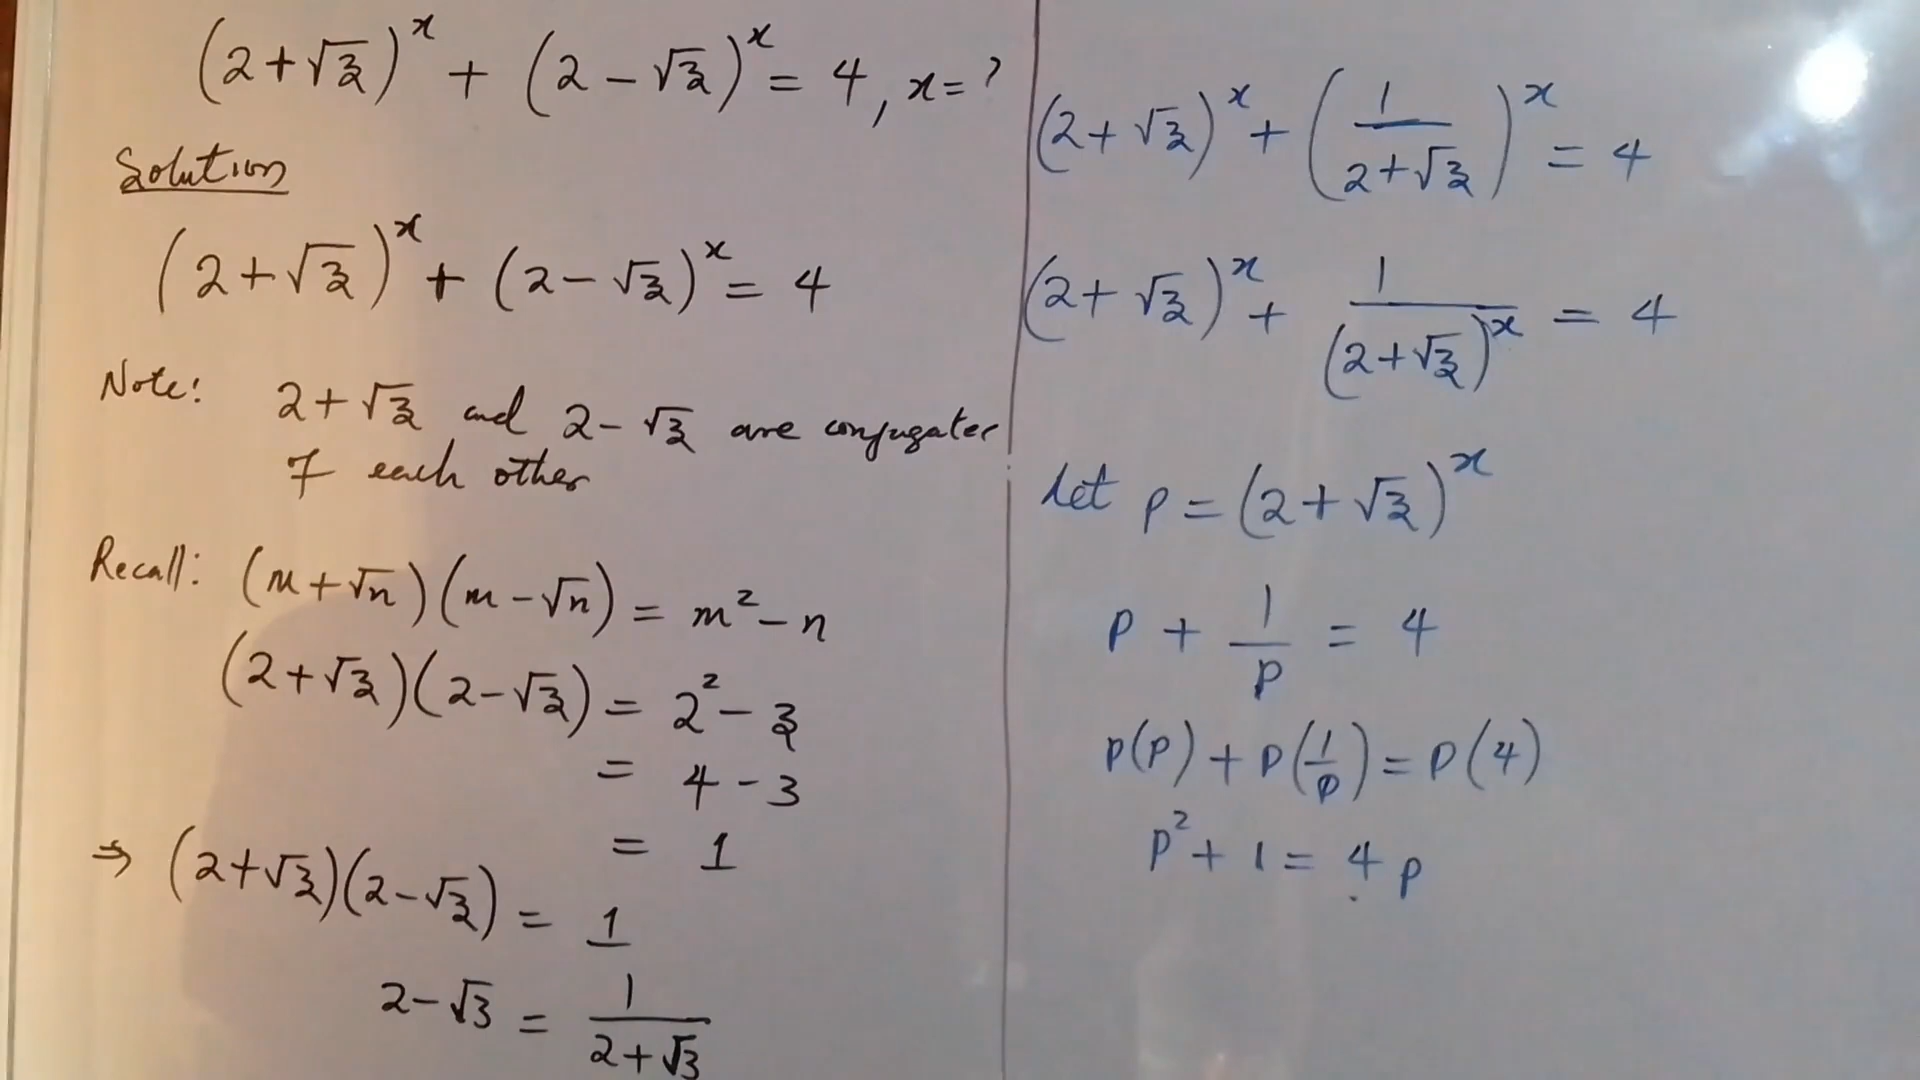 (2+√3)^x + (2-√3)^x = 4, x = ?
Solution
(2+√3)^x + (2-√3)^x = 4
Note: 2+√3 and 2-√3 are conjugates
of each other
Recall: (m+√n)(m-√n) = m² - n
(2+√3)(2-√3) = 2² - 3
= 4 - 3
= 1
⇒ (2+√3)(2-√3) = 1
2-√3 = 1/(2+√3)
(2+√3)^x + (1/(2+√3))^x = 4
(2+√3)^x + 1/(2+√3)^x = 4
Let p = (2+√3)^x
p + 1/p = 4
p(p) + p(1/p) = p(4)
p² + 1 = 4p